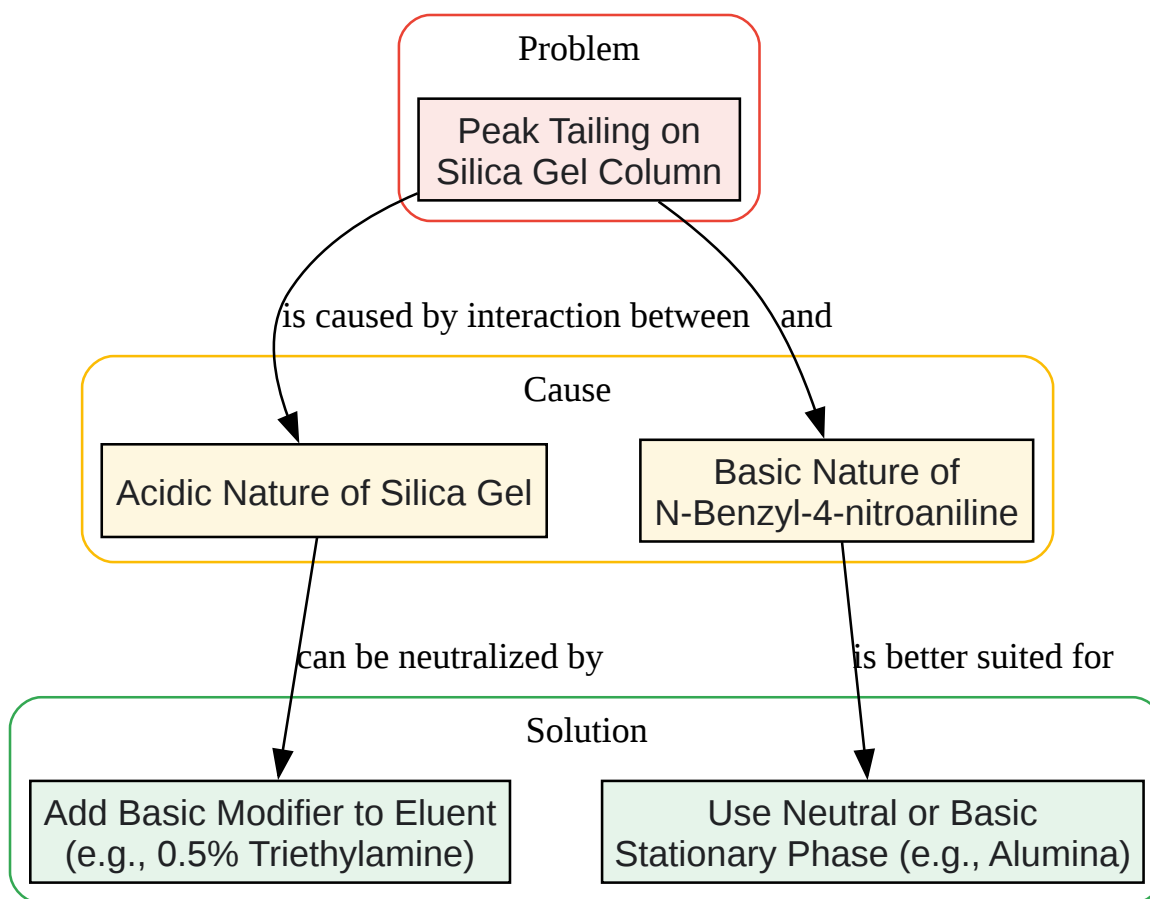 Problem
Peak Tailing on
Silica Gel Column
is caused by interaction between
and
Cause
Acidic Nature of Silica Gel
Basic Nature of
N-Benzyl-4-nitroaniline
can be neutralized by
is better suited for
Solution
Add Basic Modifier to Eluent
(e.g., 0.5% Triethylamine)
Use Neutral or Basic
Stationary Phase (e.g., Alumina)